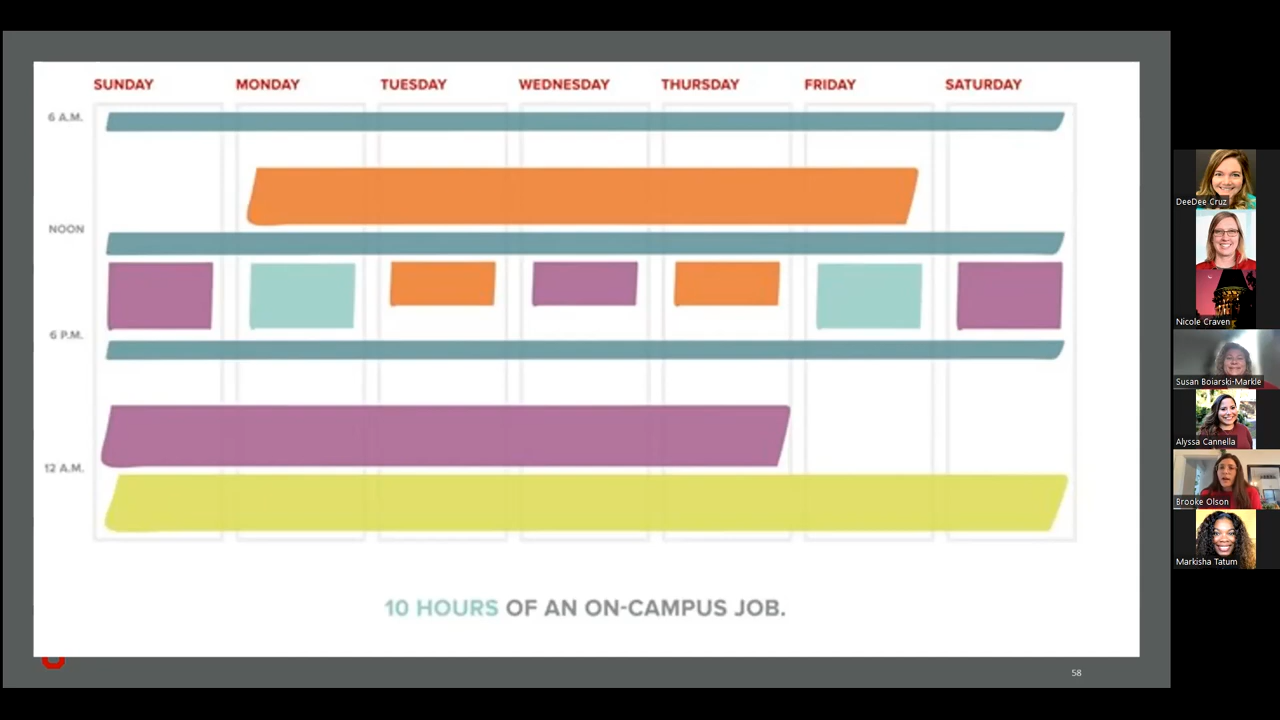 SUNDAY MONDAY TUESDAY WEDNESDAY THURSDAY FRIDAY SATURDAY
6 A.M.
NOON
6 P.M.
12 A.M.
10 HOURS OF AN ON-CAMPUS JOB.
58
DeeDee Cruz
Nicole Craven
Susan Boiarski-Markle
Alyssa Cannella
Brooke Olson
Markisha Tatum